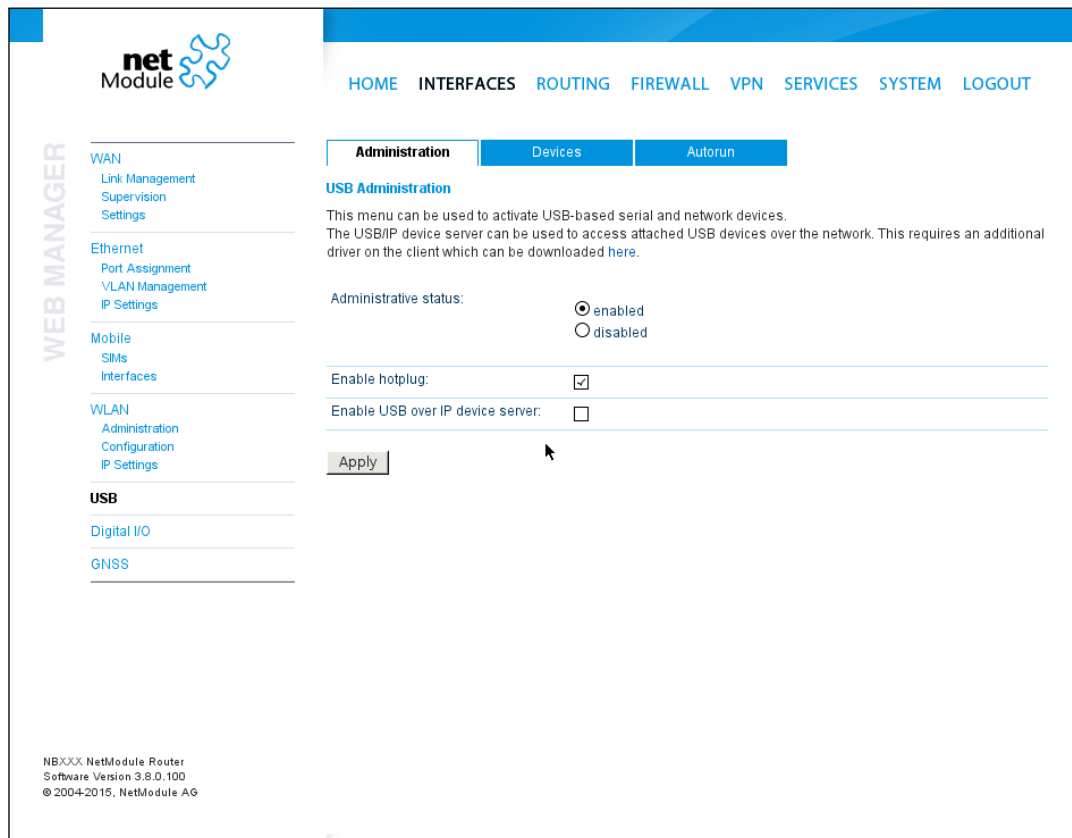 net
Module
HOME INTERFACES ROUTING FIREWALL VPN SERVICES SYSTEM LOGOUT
WEB MANAGER
WAN
Link Management
Supervision
Settings
Ethernet
Port Assignment
VLAN Management
IP Settings
Mobile
SIMs
Interfaces
WLAN
Administration
Configuration
IP Settings
USB
Digital I/O
GNSS
Administration Devices Autorun
USB Administration
This menu can be used to activate USB-based serial and network devices.
The USB/IP device server can be used to access attached USB devices over the network. This requires an additional
driver on the client which can be downloaded here.
Administrative status:
enabled
disabled
Enable hotplug:
Enable USB over IP device server:
Apply
NBXXX NetModule Router
Software Version 3.8.0.100
© 2004-2015, NetModule AG